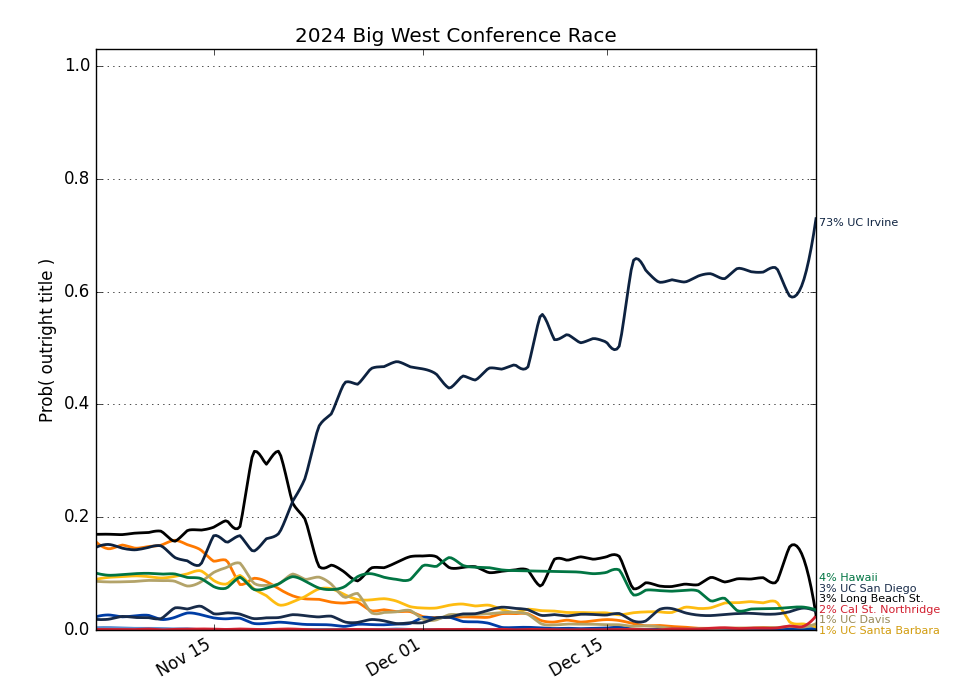 2024 Big West Conference Race
Prob( outright title )
1.0
0.8
0.6
0.4
0.2
0.0
Nov 15
Dec 01
Dec 15
73% UC Irvine
4% Hawaii
3% UC San Diego
3% Long Beach St.
2% Cal St. Northridge
1% UC Davis
1% UC Santa Barbara